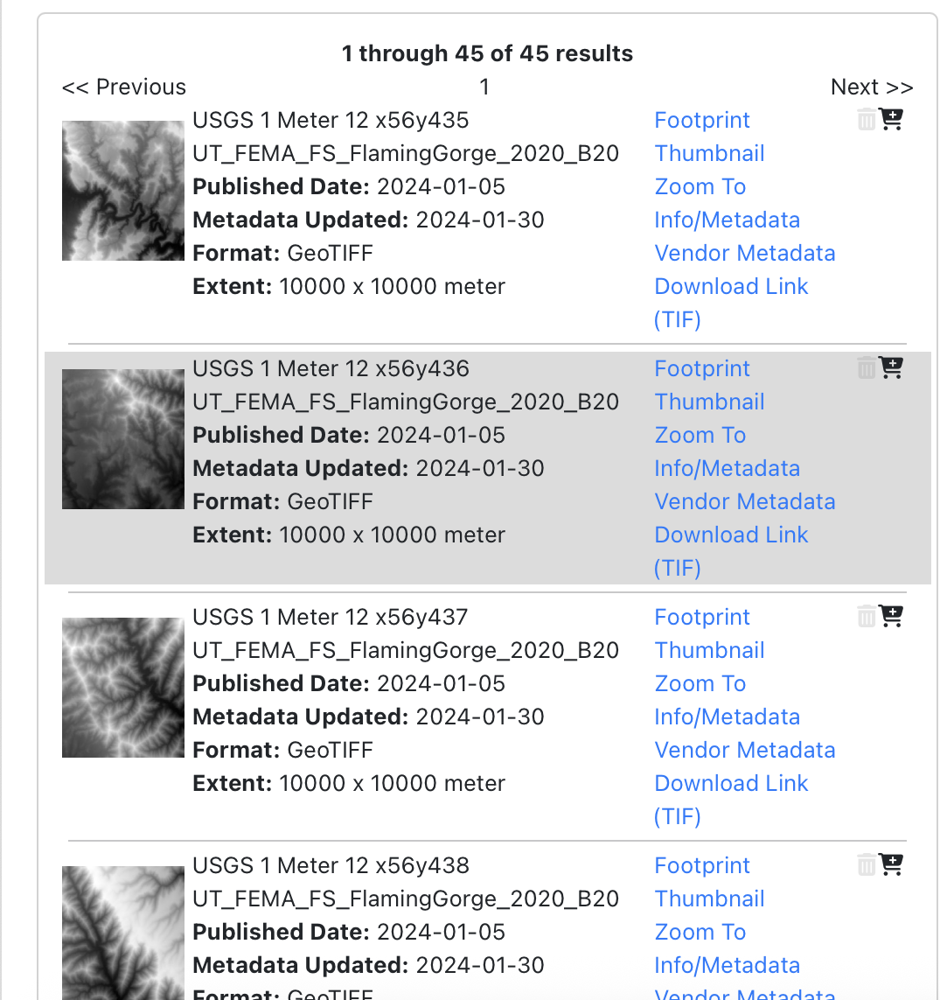 1 through 45 of 45 results
<< Previous 1 Next >>
USGS 1 Meter 12 x56y435
UT_FEMA_FS_FlamingGorge_2020_B20
Published Date: 2024-01-05
Metadata Updated: 2024-01-30
Format: GeoTIFF
Extent: 10000 x 10000 meter
Footprint
Thumbnail
Zoom To
Info/Metadata
Vendor Metadata
Download Link
(TIF)
USGS 1 Meter 12 x56y436
UT_FEMA_FS_FlamingGorge_2020_B20
Published Date: 2024-01-05
Metadata Updated: 2024-01-30
Format: GeoTIFF
Extent: 10000 x 10000 meter
Footprint
Thumbnail
Zoom To
Info/Metadata
Vendor Metadata
Download Link
(TIF)
USGS 1 Meter 12 x56y437
UT_FEMA_FS_FlamingGorge_2020_B20
Published Date: 2024-01-05
Metadata Updated: 2024-01-30
Format: GeoTIFF
Extent: 10000 x 10000 meter
Footprint
Thumbnail
Zoom To
Info/Metadata
Vendor Metadata
Download Link
(TIF)
USGS 1 Meter 12 x56y438
UT_FEMA_FS_FlamingGorge_2020_B20
Published Date: 2024-01-05
Metadata Updated: 2024-01-30
Format: GeoTIFF
Footprint
Thumbnail
Zoom To
Info/Metadata
Vendor Metadata